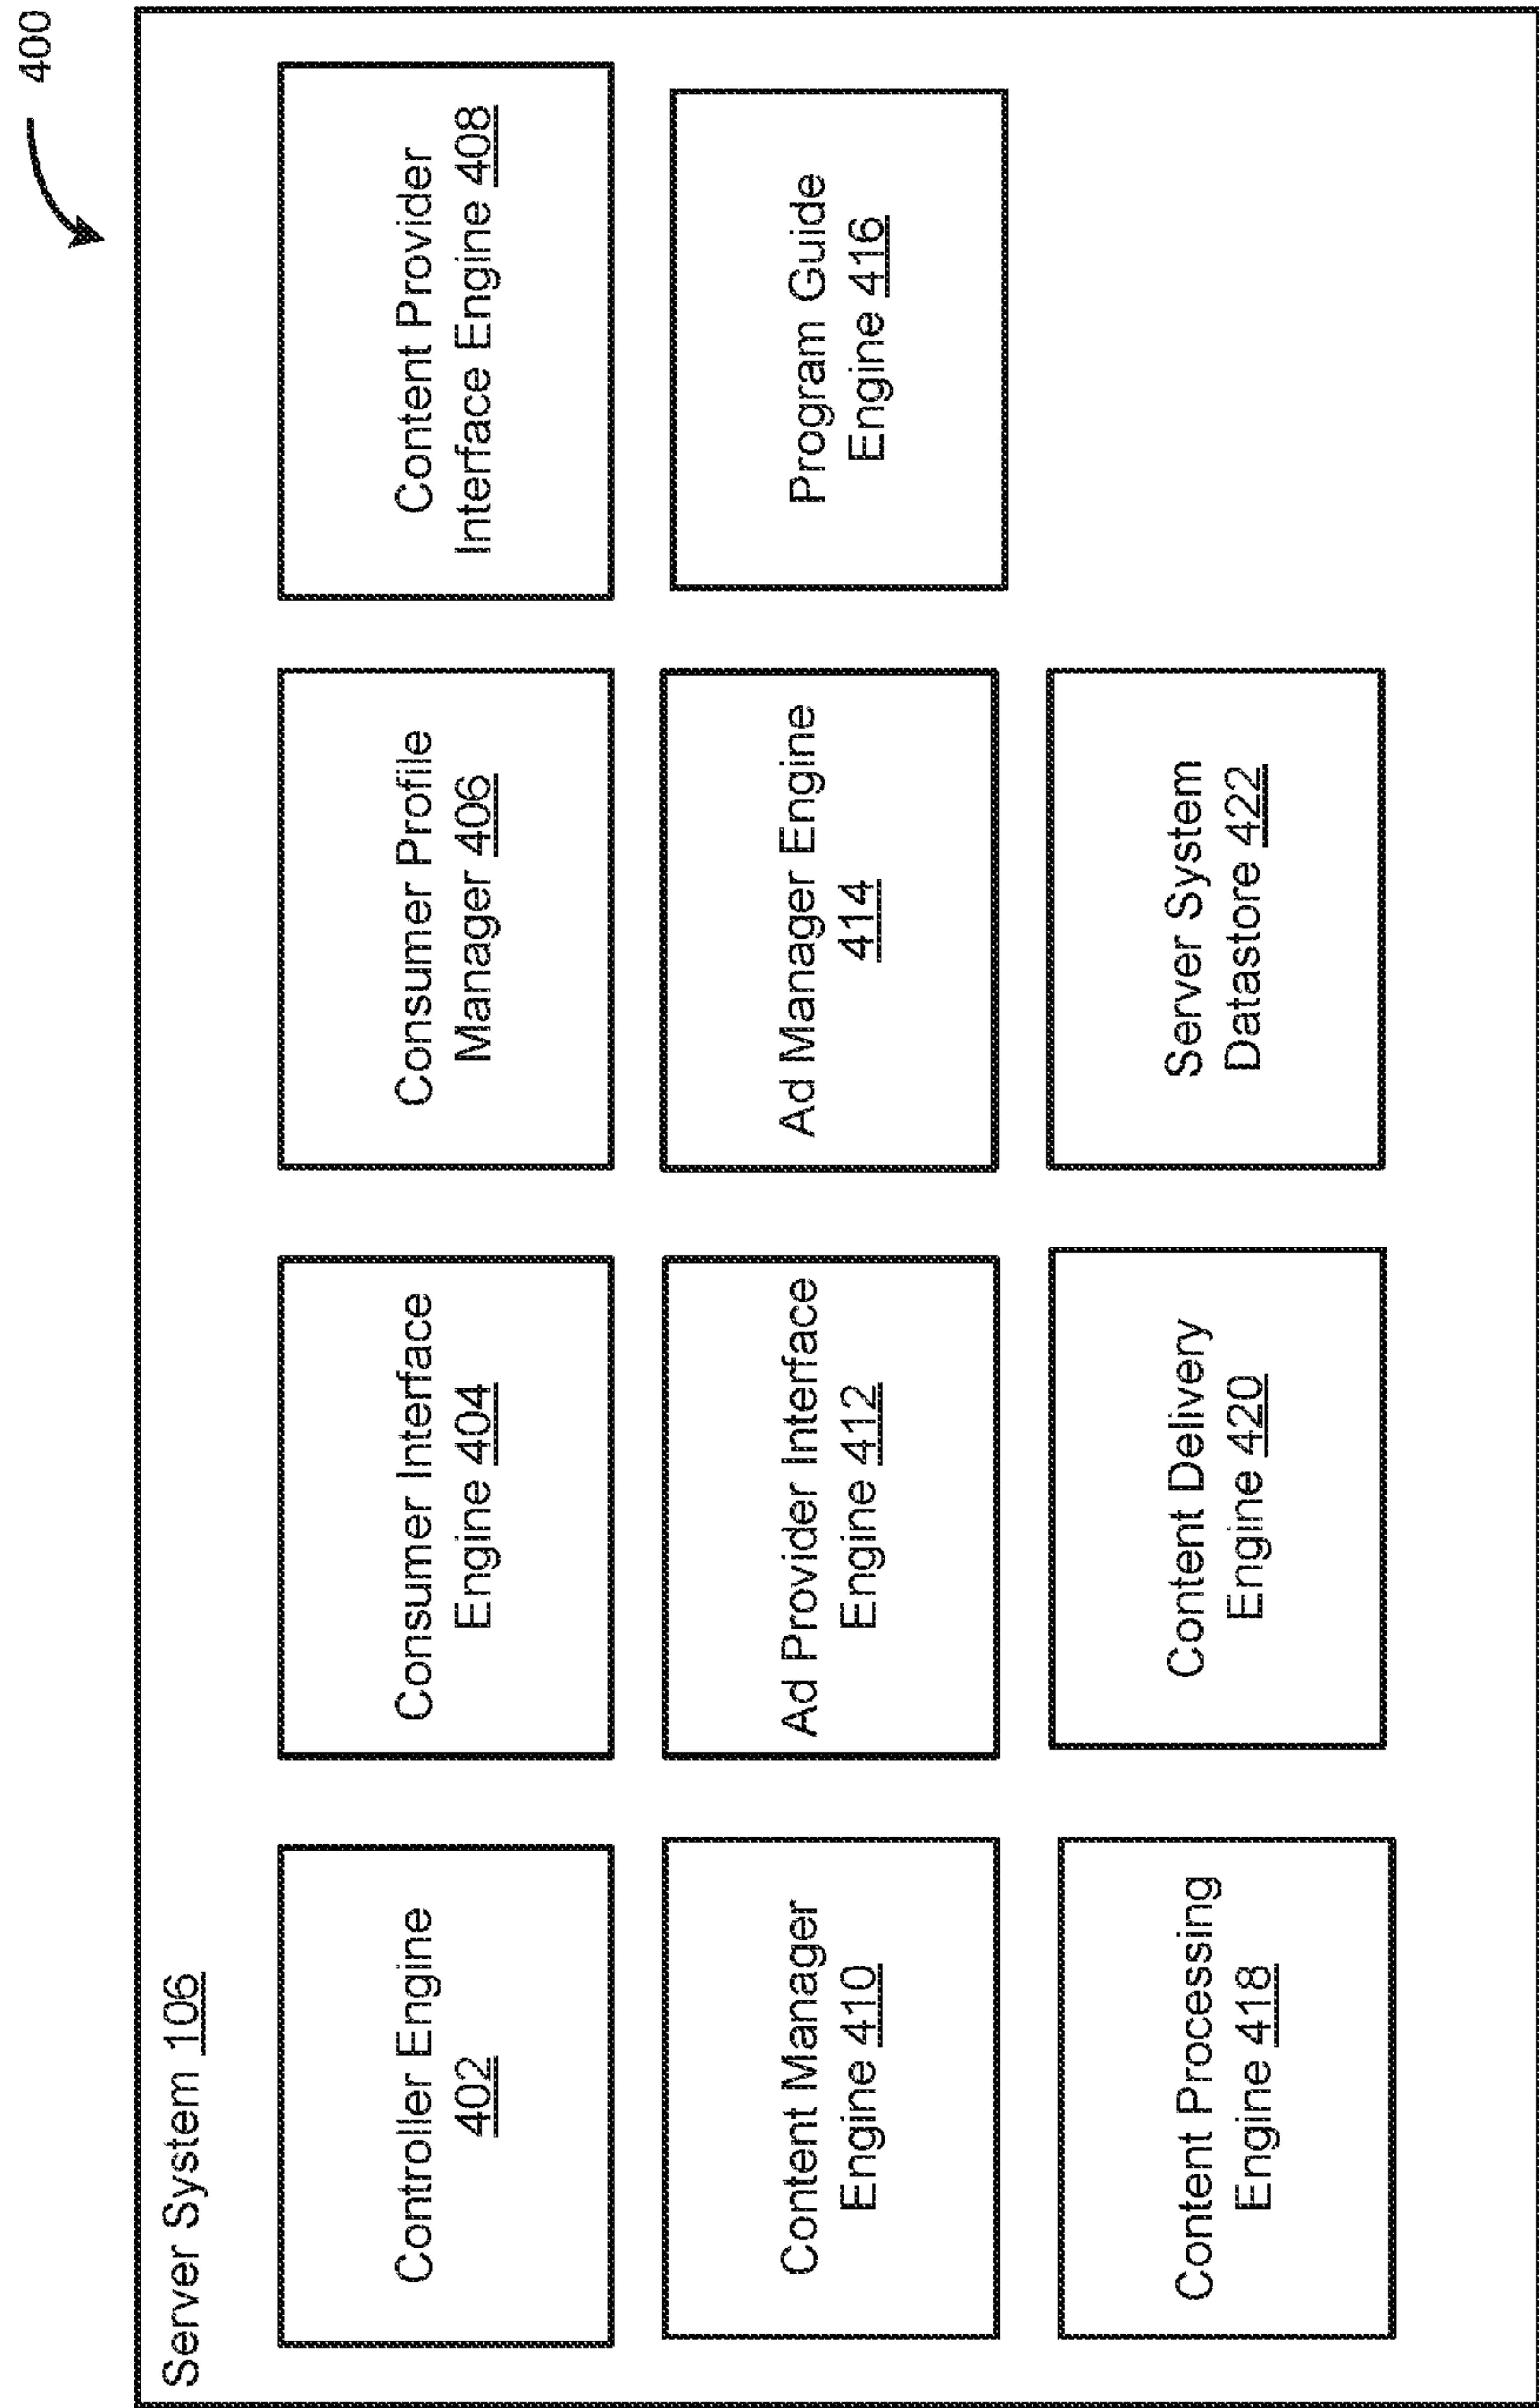 400
Server System 106
Controller Engine
402
Consumer Interface
Engine 404
Consumer Profile
Manager 406
Content Provider
Interface Engine 408
Content Manager
Engine 410
Ad Provider Interface
Engine 412
Ad Manager Engine
414
Program Guide
Engine 416
Content Processing
Engine 418
Content Delivery
Engine 420
Server System
Datastore 422